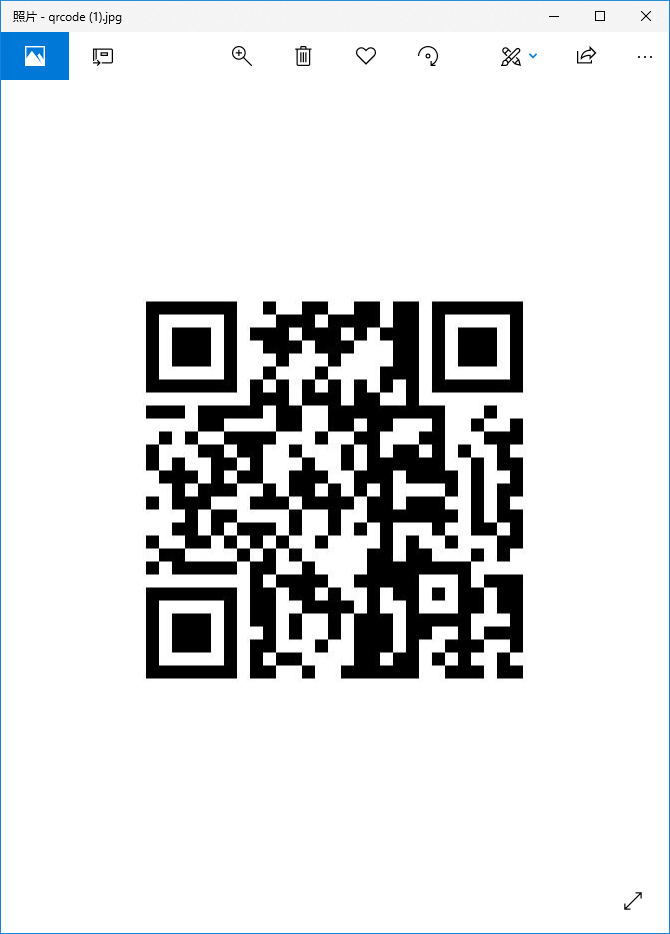 照片 - qrcode (1).jpg